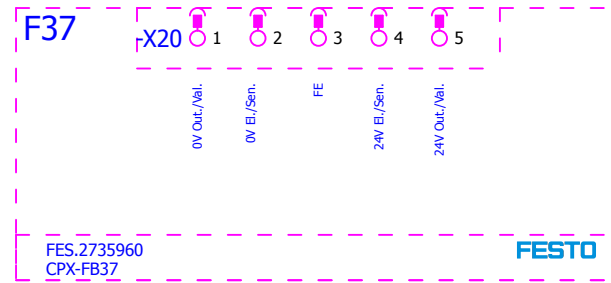 F37
-X20 1 2 3 4 5
0V Out./Val.
0V El./Sen.
FE
24V El./Sen.
24V Out./Val.
FES.2735960
CPX-FB37
FESTO